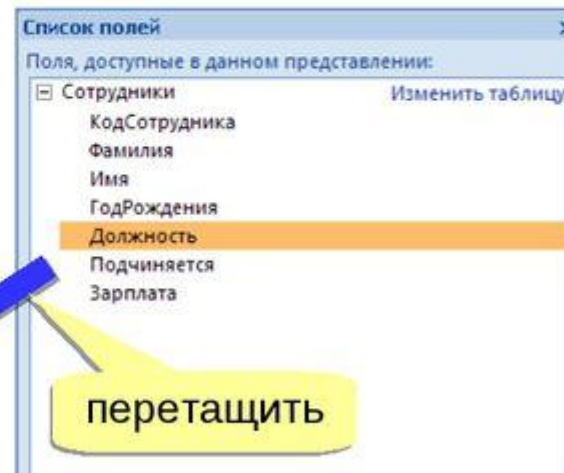 Список полей
Поля, доступные в данном представлении:
Сотрудники Изменить таблицу
КодСотрудника
Фамилия
Имя
ГодРождения
Должность
Подчиняется
Зарплата
перетащить